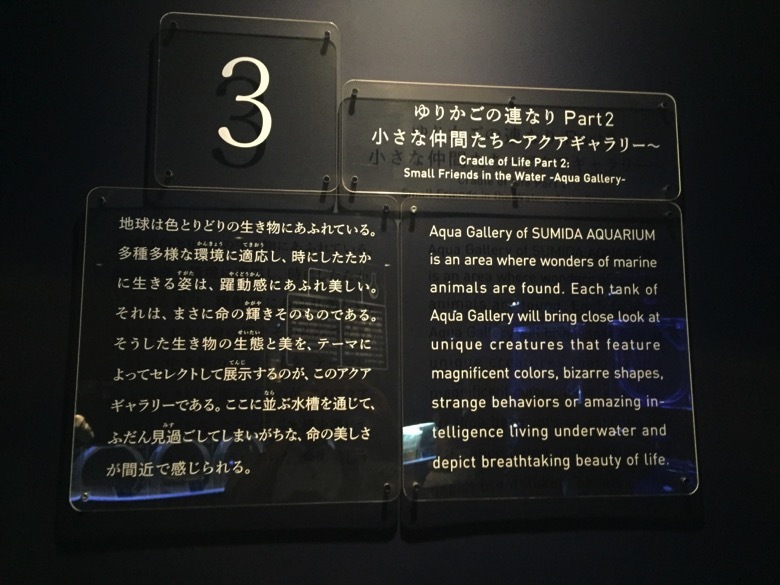 3
ゆりかごの連なり Part2
小さな仲間たち〜アクアギャラリー〜
Cradle of Life Part 2:
Small Friends in the Water -Aqua Gallery-
地球は色とりどりの生き物にあふれている。
多種多様な環境に適応し、時にしたたか
に生きる姿は、躍動感にあふれ美しい。
それは、まさに命の輝きそのものである。
そうした生き物の生態と美を、テーマに
よってセレクトして展示するのが、このアクア
ギャラリーである。ここに並ぶ水槽を通じて、
ふだん見過ごしてしまいがちな、命の美しさ
が間近で感じられる。
Aqua Gallery of SUMIDA AQUARIUM
is an area where wonders of marine
animals are found. Each tank of
Aqua Gallery will bring close look at
unique creatures that feature
magnificent colors, bizarre shapes,
strange behaviors or amazing in-
telligence living underwater and
depict breathtaking beauty of life.